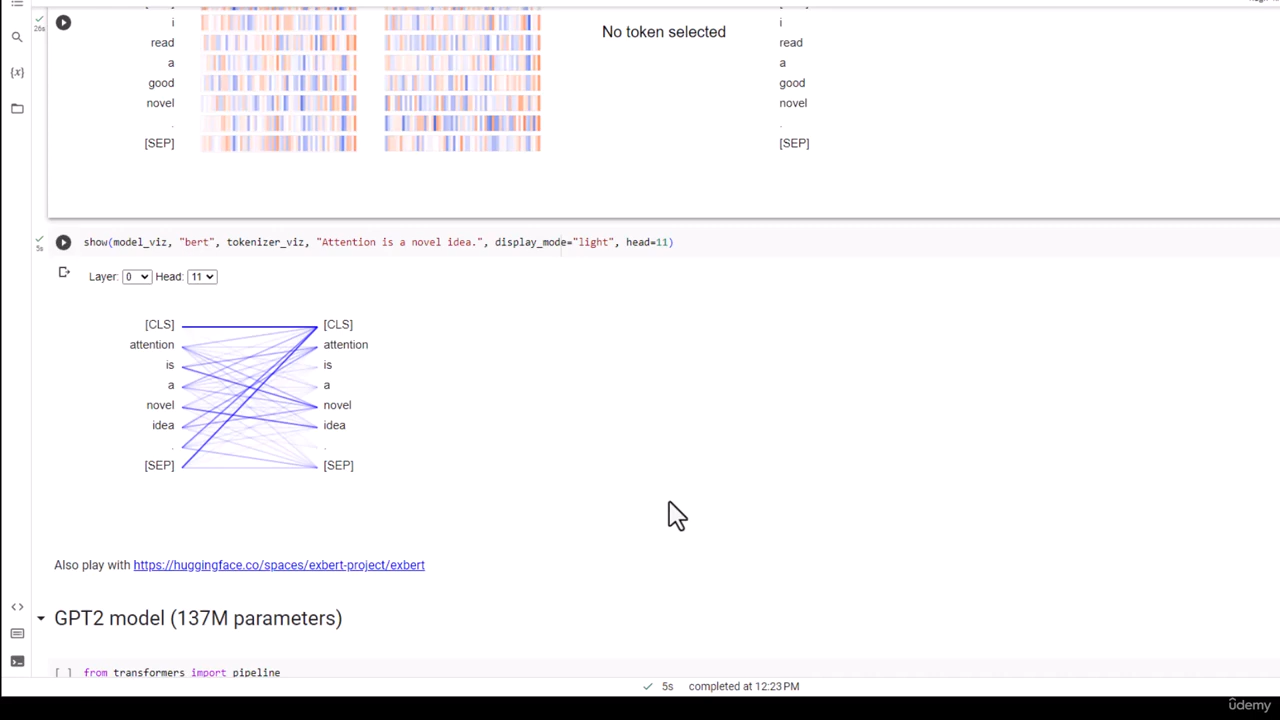 i
26s
read
a
good
novel
.
[SEP]
No token selected
i
read
a
good
novel
.
[SEP]
{x}
5s
show(model_viz, "bert", tokenizer_viz, "Attention is a novel idea.", display_mode="light", head=11)
Layer: 0 Head: 11
[CLS] [CLS]
attention attention
is is
a a
novel novel
idea idea
. .
[SEP] [SEP]
Also play with https://huggingface.co/spaces/exbert-project/exbert
GPT2 model (137M parameters)
[ ] from transformers import pipeline
5s completed at 12:23 PM
ûdemy